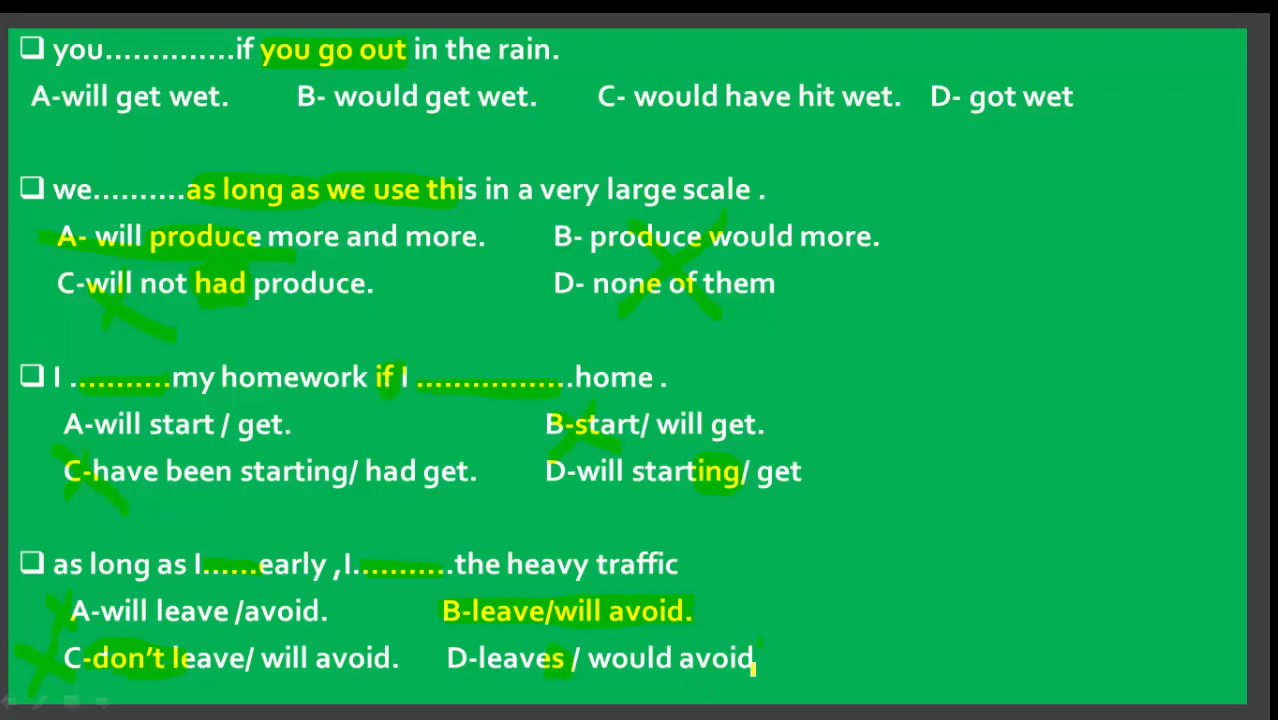 ❑ you..............if you go out in the rain.
A-will get wet. B- would get wet. C- would have hit wet. D- got wet
❑ we..........as long as we use this in a very large scale .
A- will produce more and more. B- produce would more.
C-will not had produce. D- none of them
❑ I ...........my homework if I .................home .
A-will start / get. B-start/ will get.
C-have been starting/ had get. D-will starting/ get
❑ as long as I......early ,I...........the heavy traffic
A-will leave /avoid. B-leave/will avoid.
C-don't leave/ will avoid. D-leaves / would avoid